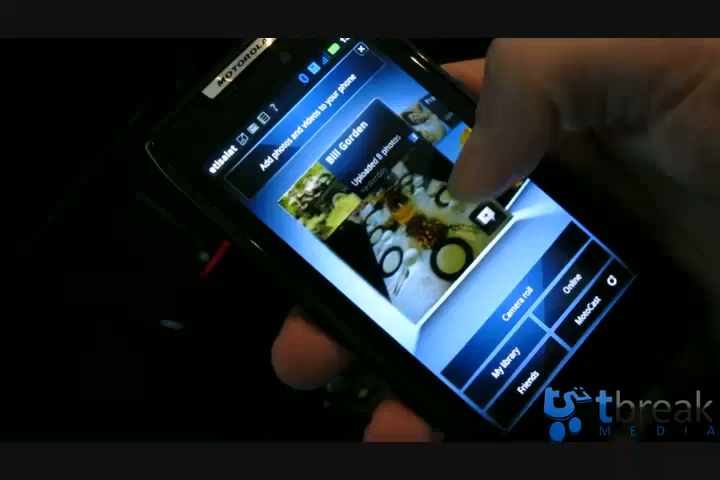 MOTOROLA
etisalat
Add photos and videos to your phone
Bill Gorden
Uploaded 8 photos
Yesterday
Camera roll
Online
My library
MotoCast
Friends
tbreak
MEDIA